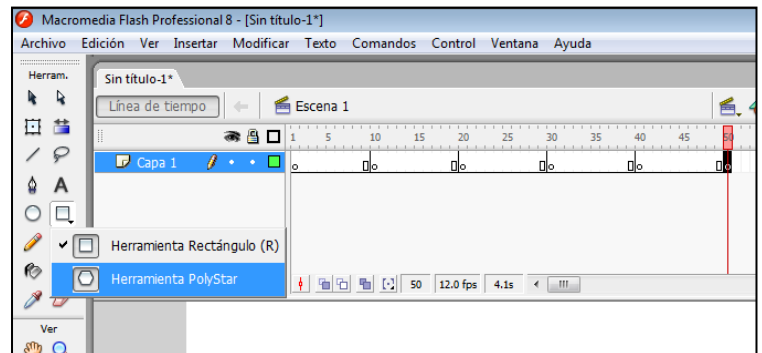 Macromedia Flash Professional 8 - [Sin título-1*]
Archivo Edición Ver Insertar Modificar Texto Comandos Control Ventana Ayuda
Herram.
Sin título-1*
Línea de tiempo Escena 1
1 5 10 15 20 25 30 35 40 45 50
Capa 1
A
Herramienta Rectángulo (R)
Herramienta PolyStar
50 12.0 fps 4.1s
Ver